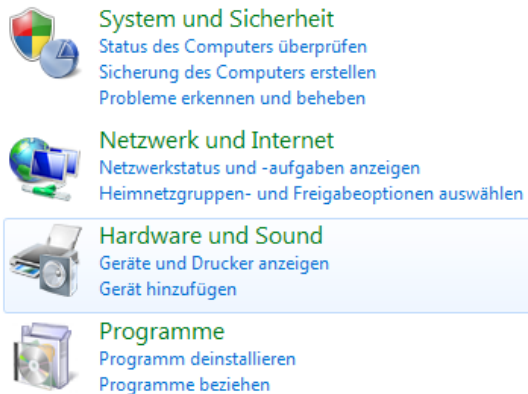 System und Sicherheit
Status des Computers überprüfen
Sicherung des Computers erstellen
Probleme erkennen und beheben
Netzwerk und Internet
Netzwerkstatus und -aufgaben anzeigen
Heimnetzgruppen- und Freigabeoptionen auswählen
Hardware und Sound
Geräte und Drucker anzeigen
Gerät hinzufügen
Programme
Programm deinstallieren
Programme beziehen